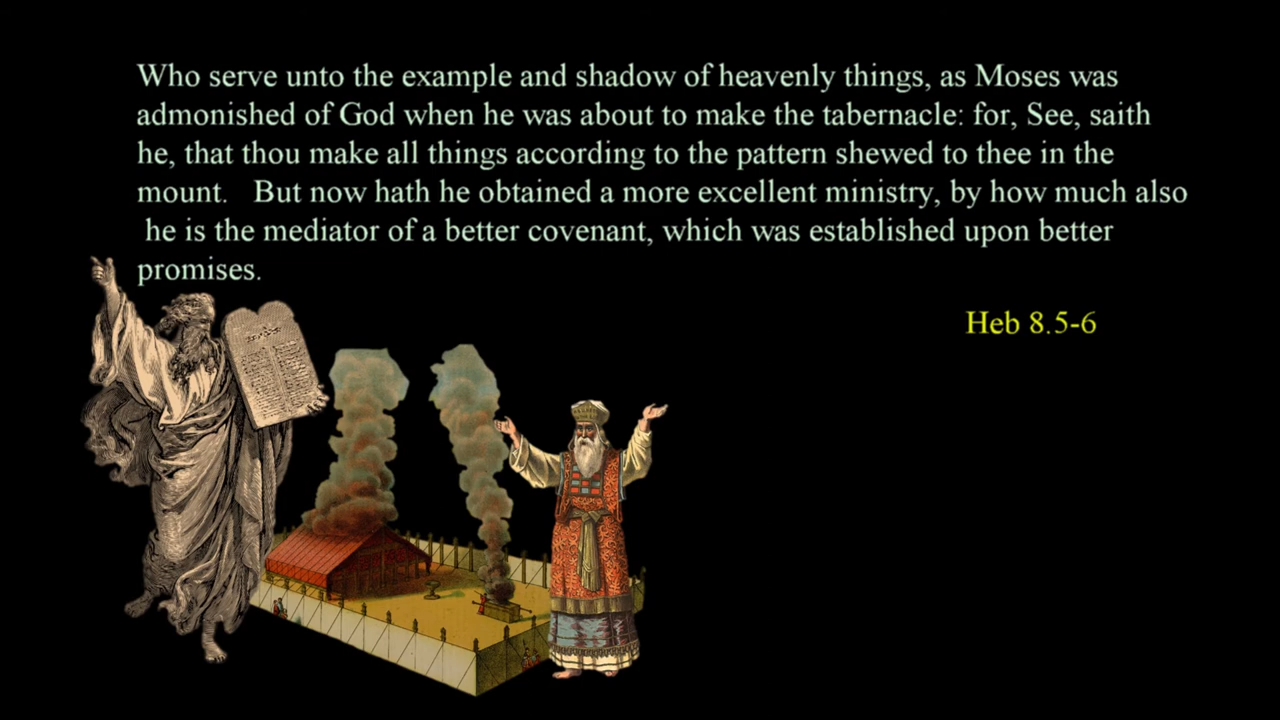 Who serve unto the example and shadow of heavenly things, as Moses was
admonished of God when he was about to make the tabernacle: for, See, saith
he, that thou make all things according to the pattern shewed to thee in the
mount.   But now hath he obtained a more excellent ministry, by how much also
he is the mediator of a better covenant, which was established upon better
promises.
Heb 8.5-6